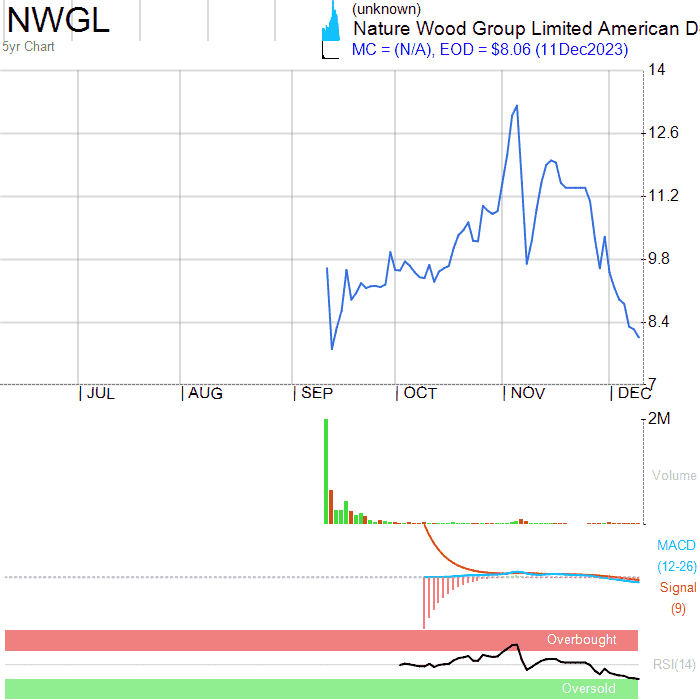 NWGL
5yr Chart
(unknown)
Nature Wood Group Limited American D
MC = (N/A), EOD = $8.06 (11Dec2023)
14
12.6
11.2
9.8
8.4
7
JUL AUG SEP OCT NOV DEC
2M
Volume
MACD
(12-26)
Signal
(9)
Overbought
RSI(14)
Oversold